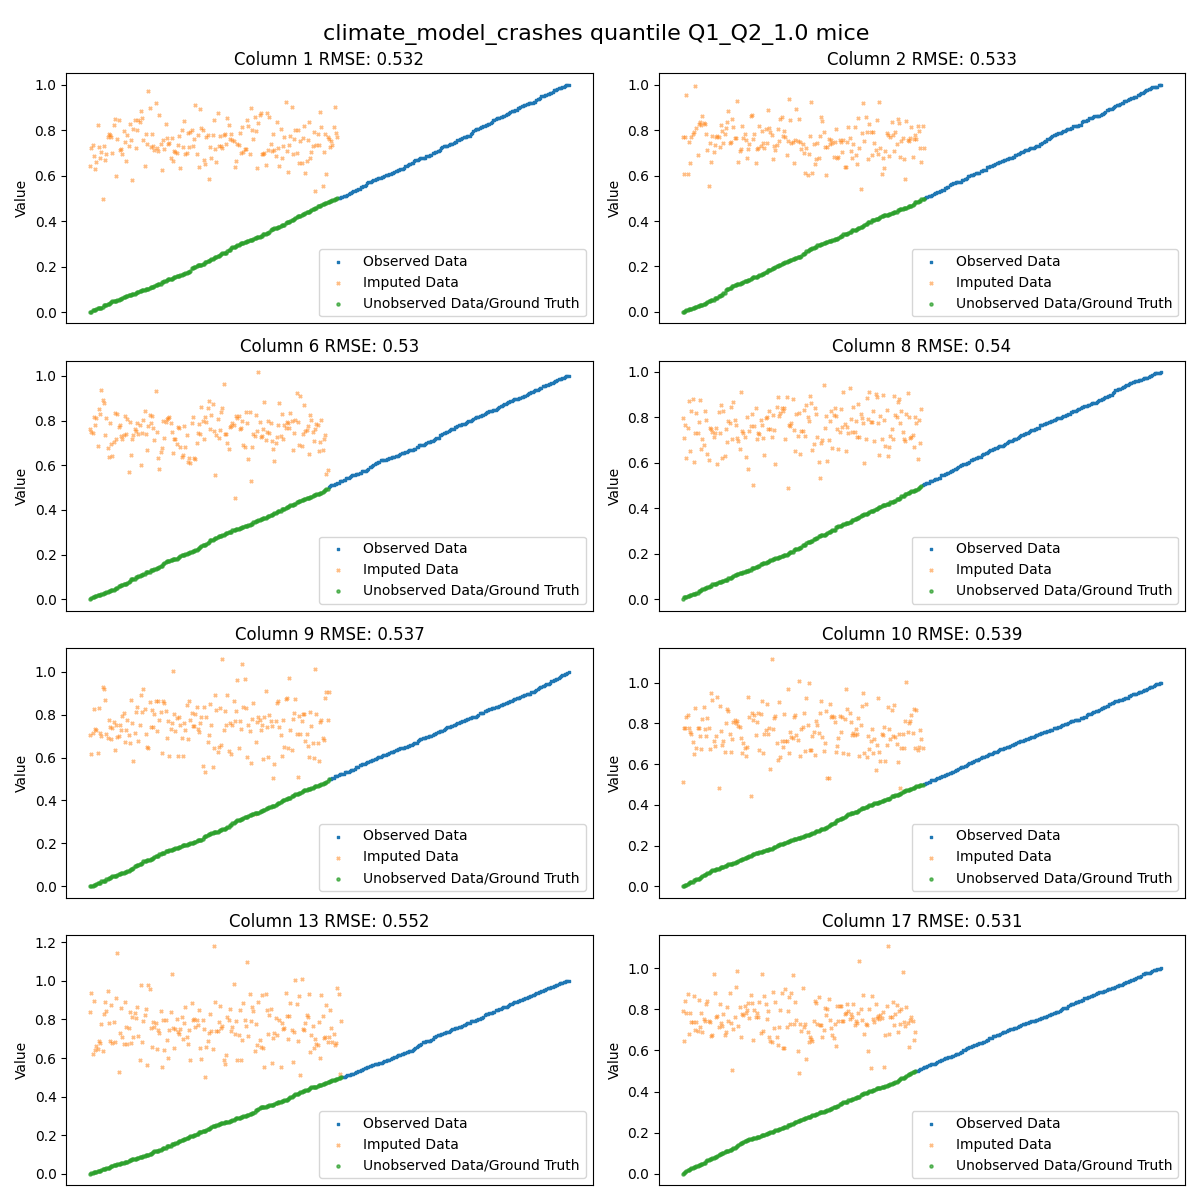 climate_model_crashes quantile Q1_Q2_1.0 mice
Column 1 RMSE: 0.532
Column 2 RMSE: 0.533
1.0
0.8
0.6
0.4
0.2
0.0
Value
Observed Data
Imputed Data
Unobserved Data/Ground Truth
1.0
0.8
0.6
0.4
0.2
0.0
Value
Observed Data
Imputed Data
Unobserved Data/Ground Truth
Column 6 RMSE: 0.53
Column 8 RMSE: 0.54
1.0
0.8
0.6
0.4
0.2
0.0
Value
Observed Data
Imputed Data
Unobserved Data/Ground Truth
1.0
0.8
0.6
0.4
0.2
0.0
Value
Observed Data
Imputed Data
Unobserved Data/Ground Truth
Column 9 RMSE: 0.537
Column 10 RMSE: 0.539
1.0
0.8
0.6
0.4
0.2
0.0
Value
Observed Data
Imputed Data
Unobserved Data/Ground Truth
1.0
0.8
0.6
0.4
0.2
0.0
Value
Observed Data
Imputed Data
Unobserved Data/Ground Truth
Column 13 RMSE: 0.552
Column 17 RMSE: 0.531
1.2
1.0
0.8
0.6
0.4
0.2
0.0
Value
Observed Data
Imputed Data
Unobserved Data/Ground Truth
1.0
0.8
0.6
0.4
0.2
0.0
Value
Observed Data
Imputed Data
Unobserved Data/Ground Truth